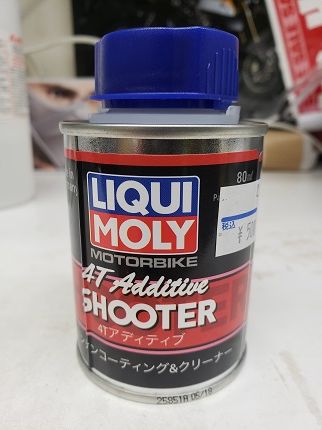 80ml
LIQUI
MOLY
MOTORBIKE
税込
4T Additive
SHOOTER
4Tアディティブ
ンコーティング&クリーナー
25851B 05/19